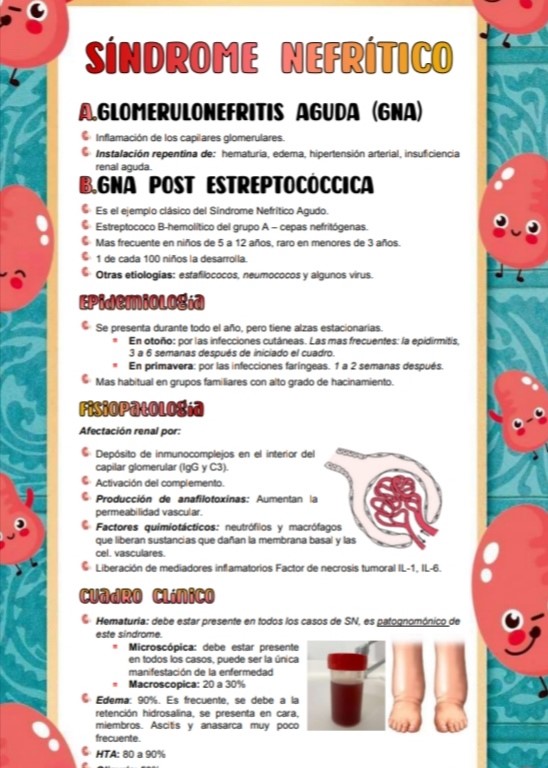 SÍNDROME NEFRÍTICO
A.GLOMERULONEFRITIS AGUDA (GNA)
Inflamación de los capilares glomerulares.
Instalación repentina de: hematuria, edema, hipertensión arterial, insuficiencia
renal aguda.
B.GNA POST ESTREPTOCÓCCICA
Es el ejemplo clásico del Síndrome Nefrítico Agudo.
Estreptococo B-hemolítico del grupo A – cepas nefritógenas.
Mas frecuente en niños de 5 a 12 años, raro en menores de 3 años.
1 de cada 100 niños la desarrolla.
Otras etiologías: estafilococos, neumococos y algunos virus.
Epidemiología
Se presenta durante todo el año, pero tiene alzas estacionarias.
En otoño: por las infecciones cutáneas. Las mas frecuentes: la epidirmitis,
3 a 6 semanas después de iniciado el cuadro.
En primavera: por las infecciones faríngeas. 1 a 2 semanas después.
Mas habitual en grupos familiares con alto grado de hacinamiento.
Fisiopatología
Afectación renal por:
Depósito de inmunocomplejos en el interior del
capilar glomerular (IgG y C3).
Activación del complemento.
Producción de anafilotoxinas: Aumentan la
permeabilidad vascular.
Factores quimiotácticos: neutrófilos y macrófagos
que liberan sustancias que dañan la membrana basal y las
cel. vasculares.
Liberación de mediadores inflamatorios Factor de necrosis tumoral IL-1, IL-6.
Cuadro Clínico
Hematuria: debe estar presente en todos los casos de SN, es patognomónico de
este síndrome.
Microscópica: debe estar presente
en todos los casos, puede ser la única
manifestación de la enfermedad
Macroscopica: 20 a 30%
Edema: 90%. Es frecuente, se debe a la
retención hidrosalina, se presenta en cara,
miembros. Ascitis y anasarca muy poco
frecuente.
HTA: 80 a 90%